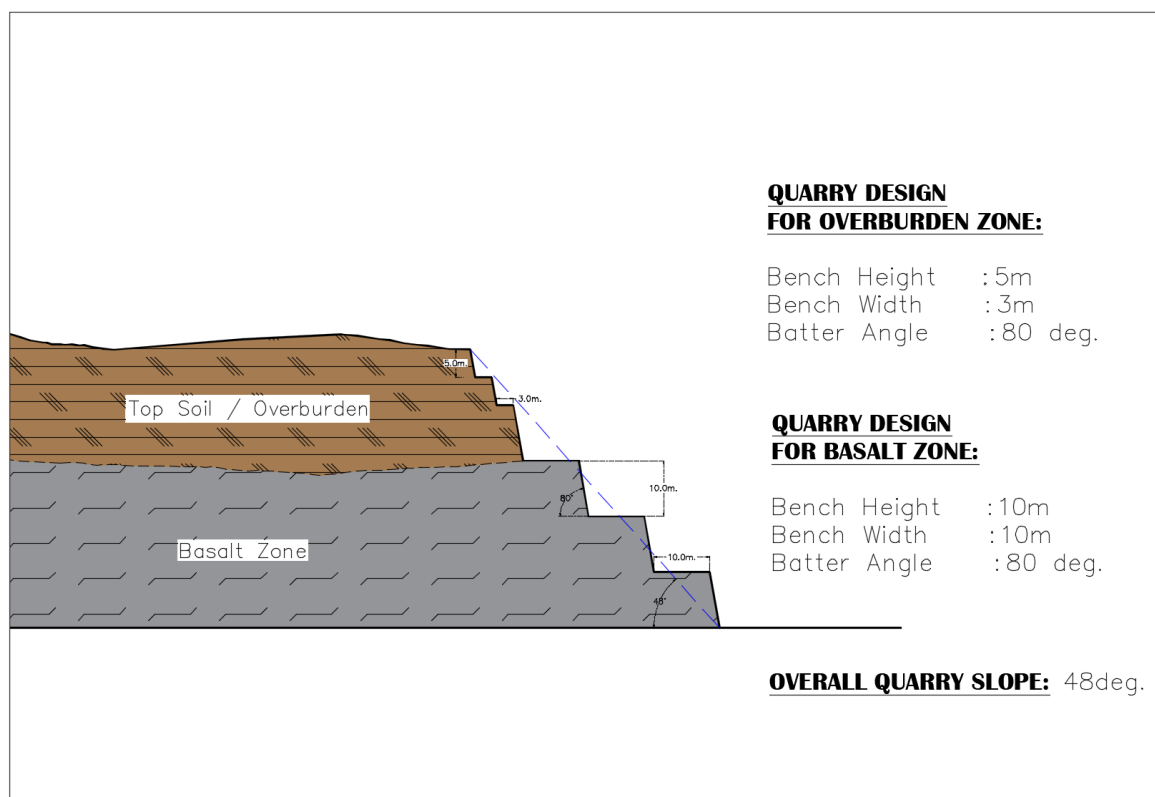 QUARRY DESIGN
FOR OVERBURDEN ZONE:
Bench Height :5m
Bench Width :3m
Batter Angle :80 deg.
5.0m.
3.0m.
Top Soil / Overburden
QUARRY DESIGN
FOR BASALT ZONE:
10.0m.
80°
Bench Height :10m
Bench Width :10m
Batter Angle :80 deg.
Basalt Zone
10.0m.
48°
OVERALL QUARRY SLOPE: 48deg.